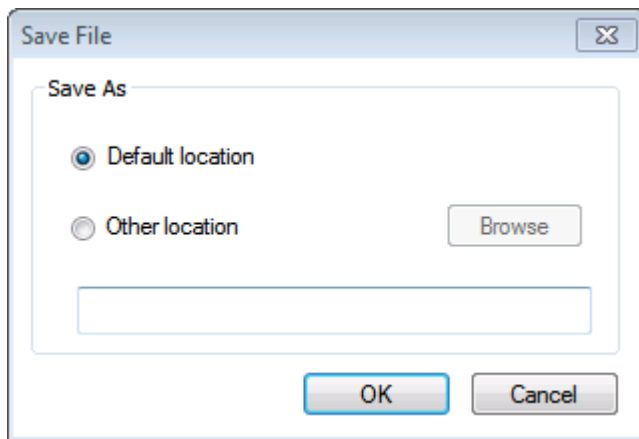 Save File
Save As
Default location
Other location
Browse
OK
Cancel